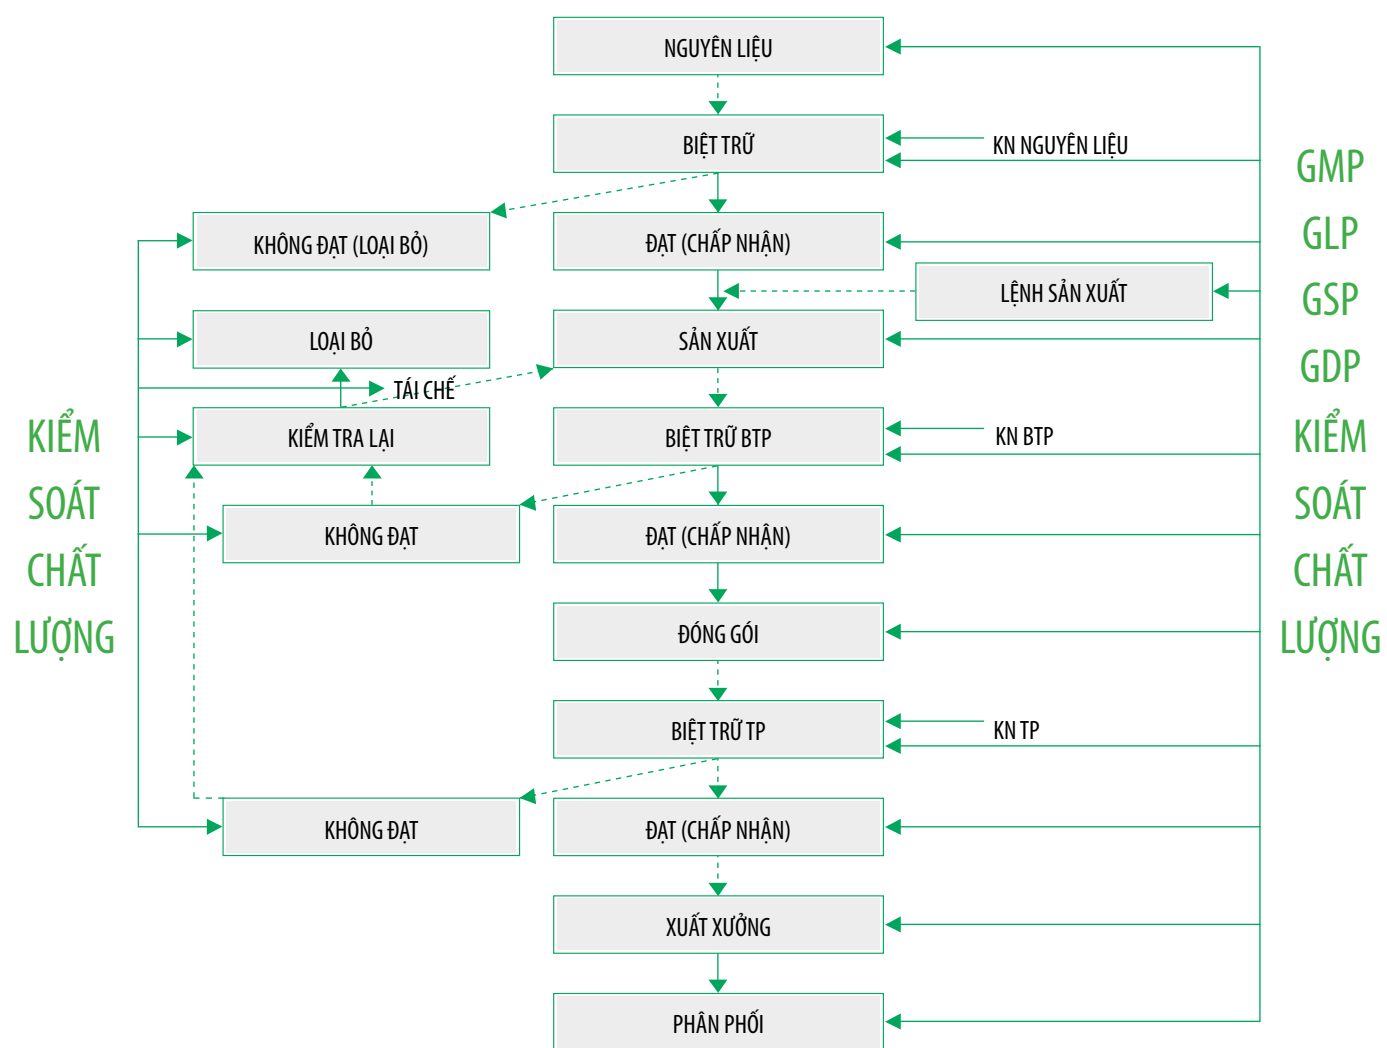 NGUYÊN LIỆU
BIỆT TRỮ
KN NGUYÊN LIỆU
KHÔNG ĐẠT (LOẠI BỎ)
ĐẠT (CHẤP NHẬN)
LỆNH SẢN XUẤT
LOẠI BỎ
SẢN XUẤT
TÁI CHẾ
KIỂM TRA LẠI
BIỆT TRỮ BTP
KN BTP
KHÔNG ĐẠT
ĐẠT (CHẤP NHẬN)
ĐÓNG GÓI
BIỆT TRỮ TP
KN TP
KHÔNG ĐẠT
ĐẠT (CHẤP NHẬN)
XUẤT XƯỞNG
PHÂN PHỐI
KIỂM
SOÁT
CHẤT
LƯỢNG
GMP
GLP
GSP
GDP
KIỂM
SOÁT
CHẤT
LƯỢNG